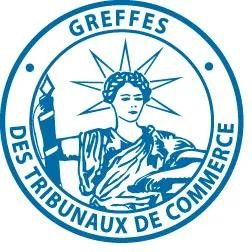 GREFFES
DES TRIBUNAUX DE COMMERCE